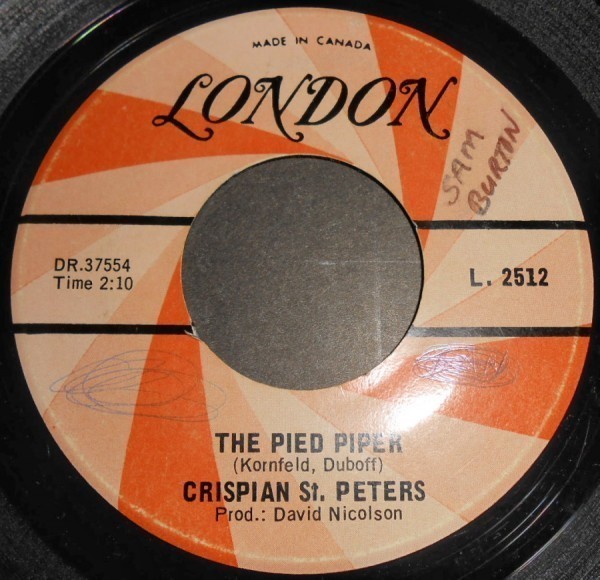 MADE IN CANADA
LONDON
SAM
BURTON
DR.37554
Time 2:10
L. 2512
THE PIED PIPER
(Kornfeld, Duboff)
CRISPIAN St. PETERS
Prod.: David Nicolson